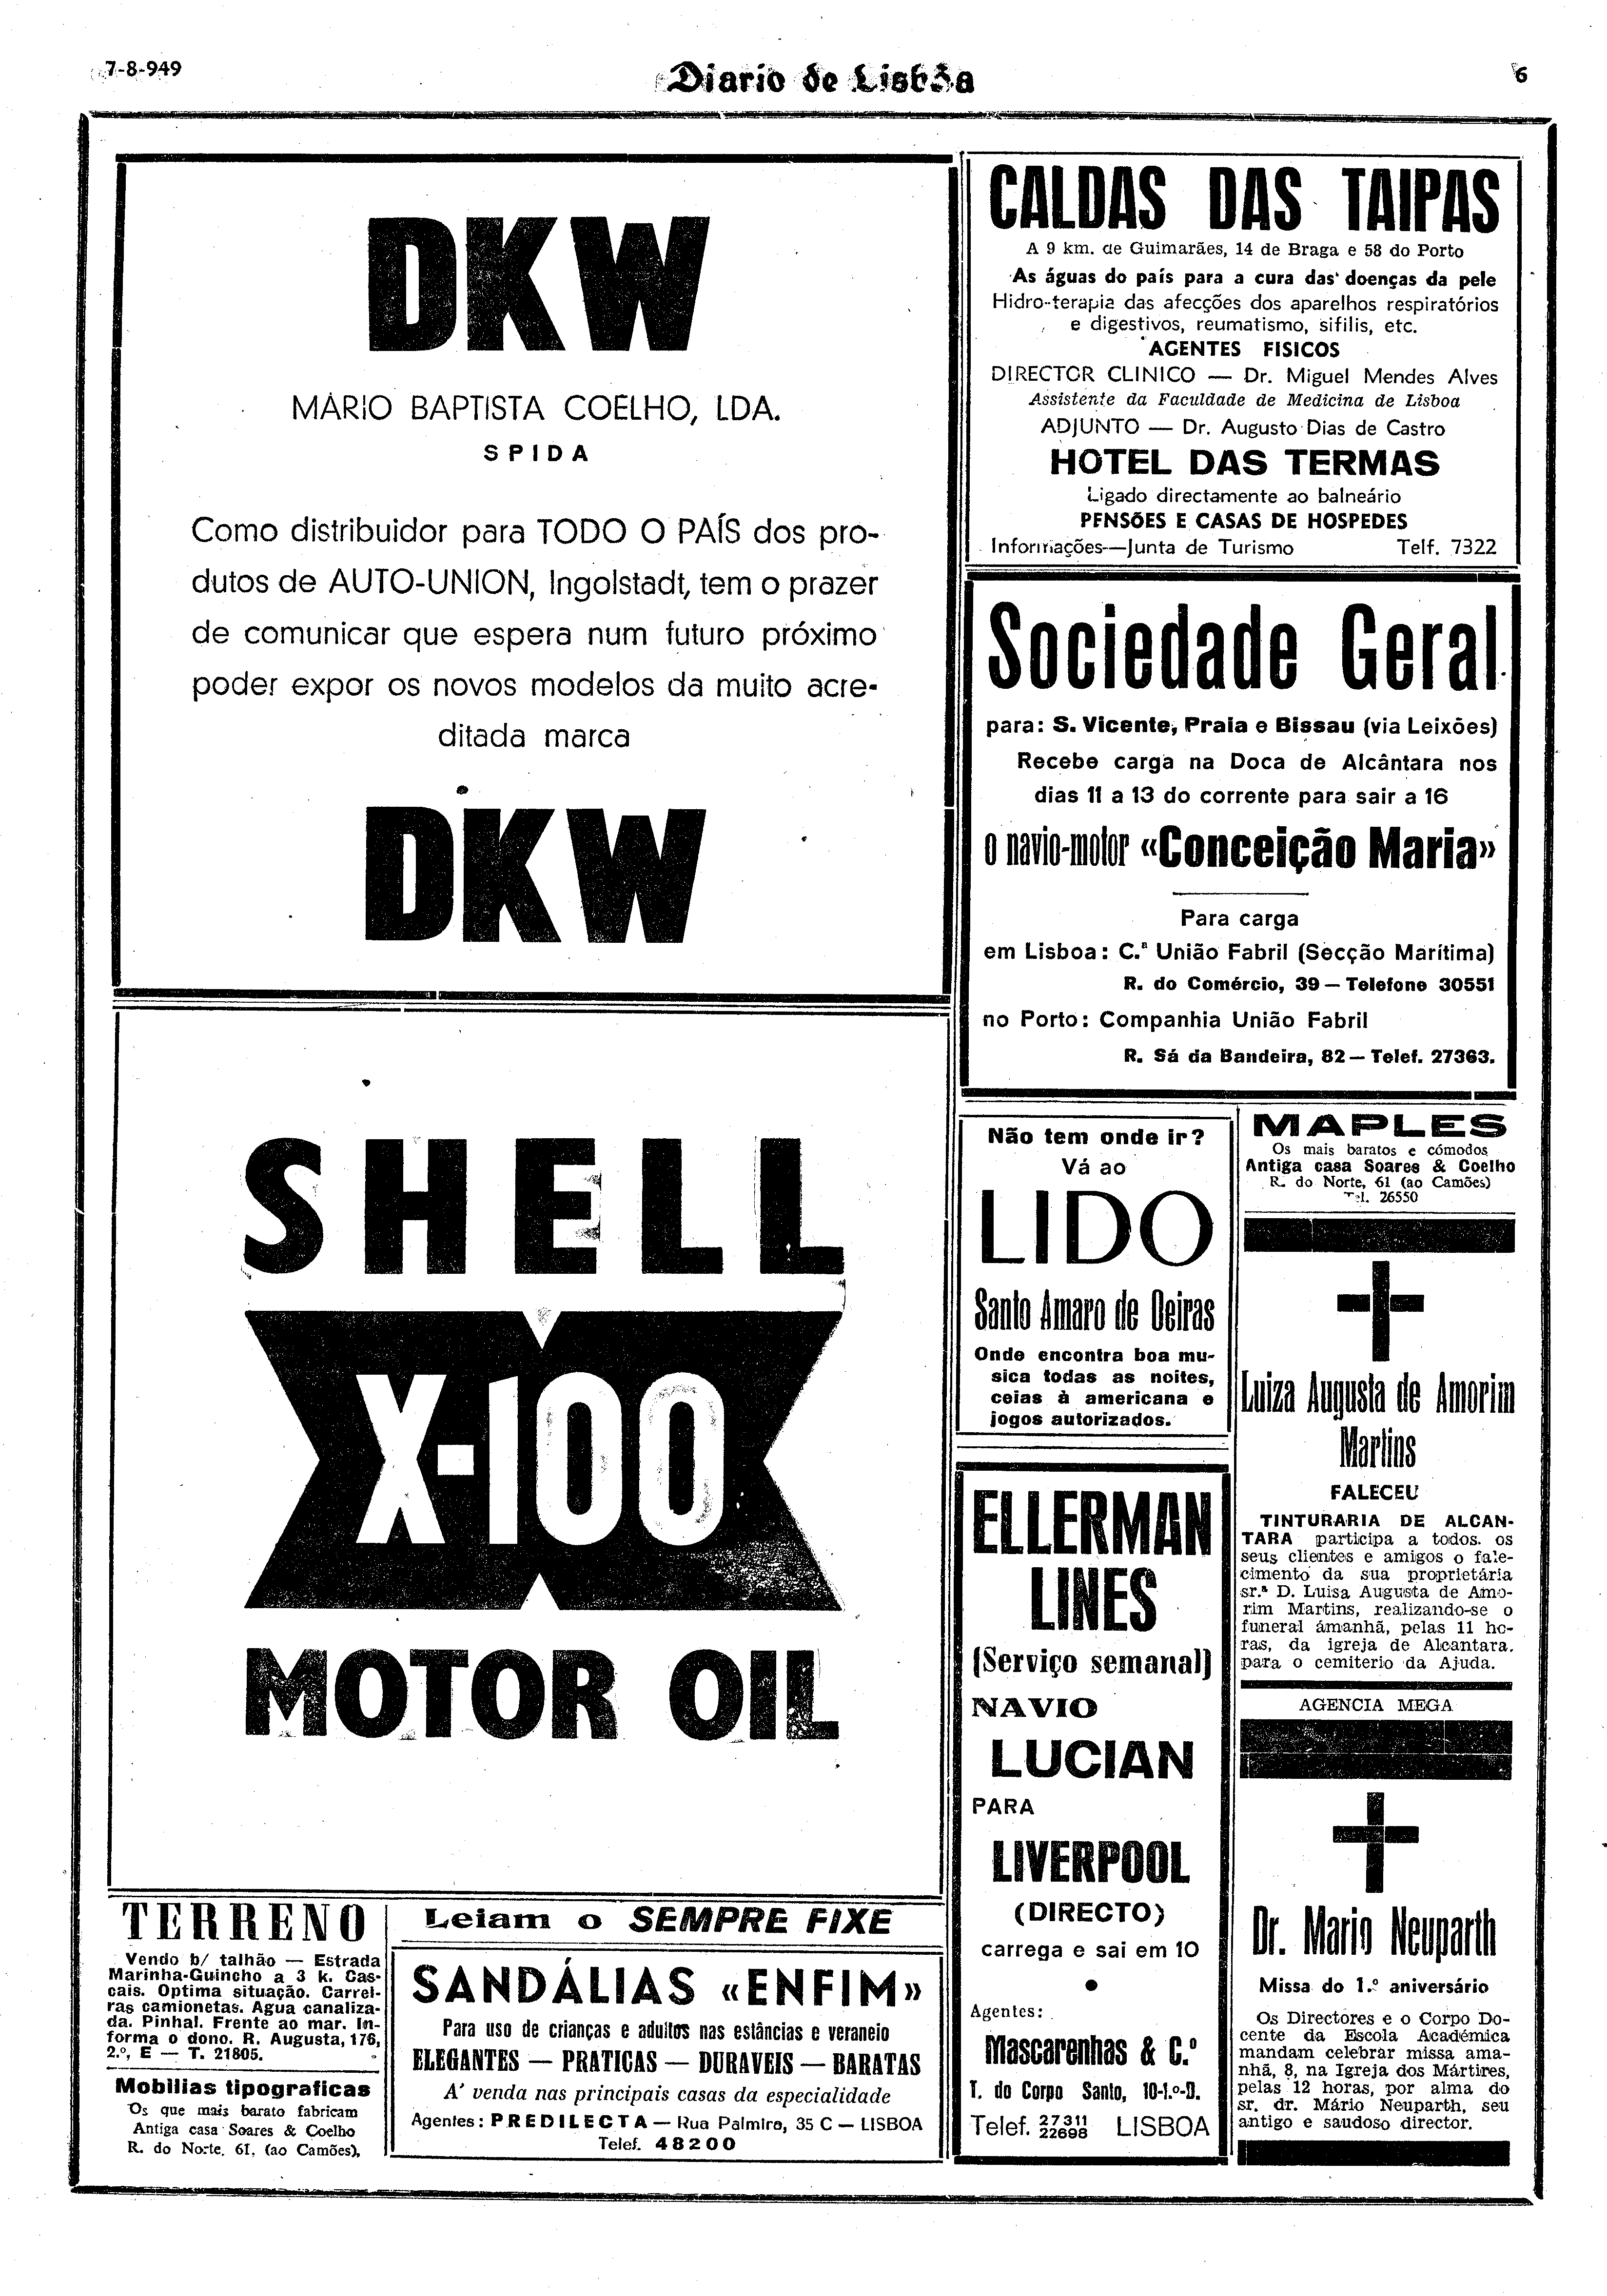 7-8-949
Diario de Lisbôa
6
DKW
MÁRIO BAPTISTA COELHO, LDA.
SPIDA
Como distribuidor para TODO O PAÍS dos pro-
dutos de AUTO-UNION, Ingolstadt, tem o prazer
de comunicar que espera num futuro próximo
poder expor os novos modelos da muito acre-
ditada marca
DKW
SHELL
X-100
MOTOR OIL
TERRENO
Vendo b/ talhão — Estrada
Marinha-Guincho a 3 k. Cas-
cais. Optima situação. Carrei-
ras camionetas. Agua canaliza-
da. Pinhal. Frente ao mar. In-
forma o dono. R. Augusta, 176,
2.º, E — T. 21805.
Mobilias tipograficas
Os que mais barato fabricam
Antiga casa Soares & Coelho
R. do Norte, 61, (ao Camões),
Leiam o SEMPRE FIXE
SANDÁLIAS «ENFIM»
Para uso de crianças e adultos nas estâncias e veraneio
ELEGANTES — PRATICAS — DURAVEIS — BARATAS
A' venda nas principais casas da especialidade
Agentes: PREDILECTA — Rua Palmira, 35 C — LISBOA
Telef. 48200
CALDAS DAS TAIPAS
A 9 km. de Guimarães, 14 de Braga e 58 do Porto
As águas do país para a cura das doenças da pele
Hidro-terapia das afecções dos aparelhos respiratórios
e digestivos, reumatismo, sifilis, etc.
AGENTES FISICOS
DIRECTOR CLINICO — Dr. Miguel Mendes Alves
Assistente da Faculdade de Medicina de Lisboa
ADJUNTO — Dr. Augusto Dias de Castro
HOTEL DAS TERMAS
Ligado directamente ao balneário
PENSÕES E CASAS DE HOSPEDES
Informações—Junta de Turismo Telf. 7322
Sociedade Geral
para: S. Vicente, Praia e Bissau (via Leixões)
Recebe carga na Doca de Alcântara nos
dias 11 a 13 do corrente para sair a 16
o navio-motor «Conceição Maria»
Para carga
em Lisboa: C.ª União Fabril (Secção Marítima)
R. do Comércio, 39 — Telefone 30551
no Porto: Companhia União Fabril
R. Sá da Bandeira, 82 — Telef. 27363.
Não tem onde ir?
Vá ao
LIDO
Santo Amaro de Oeiras
Onde encontra boa mu-
sica todas as noites,
ceias à americana e
jogos autorizados.
ELLERMAN
LINES
(Serviço semanal)
NAVIO
LUCIAN
PARA
LIVERPOOL
(DIRECTO)
carrega e sai em 10
Agentes:
Mascarenhas & C.º
T. do Corpo Santo, 10-1.º-D.
Telef. 27311 22698 LISBOA
MAPLES
Os mais baratos e cómodos
Antiga casa Soares & Coelho
R. do Norte, 61 (ao Camões)
Tel. 26550
Luiza Augusta de Amorim
Martins
FALECEU
TINTURARIA DE ALCAN-
TARA participa a todos. os
seus clientes e amigos o fale-
cimento da sua proprietária
sr.ª D. Luisa Augusta de Amo-
rim Martins, realizando-se o
funeral ámanhã, pelas 11 ho-
ras, da igreja de Alcantara.
para o cemiterio da Ajuda.
AGENCIA MEGA
Dr. Mario Neuparth
Missa do 1.º aniversário
Os Directores e o Corpo Do-
cente da Escola Académica
mandam celebrar missa ama-
nhã, 8, na Igreja dos Mártires,
pelas 12 horas, por alma do
sr. dr. Mário Neuparth, seu
antigo e saudoso director.